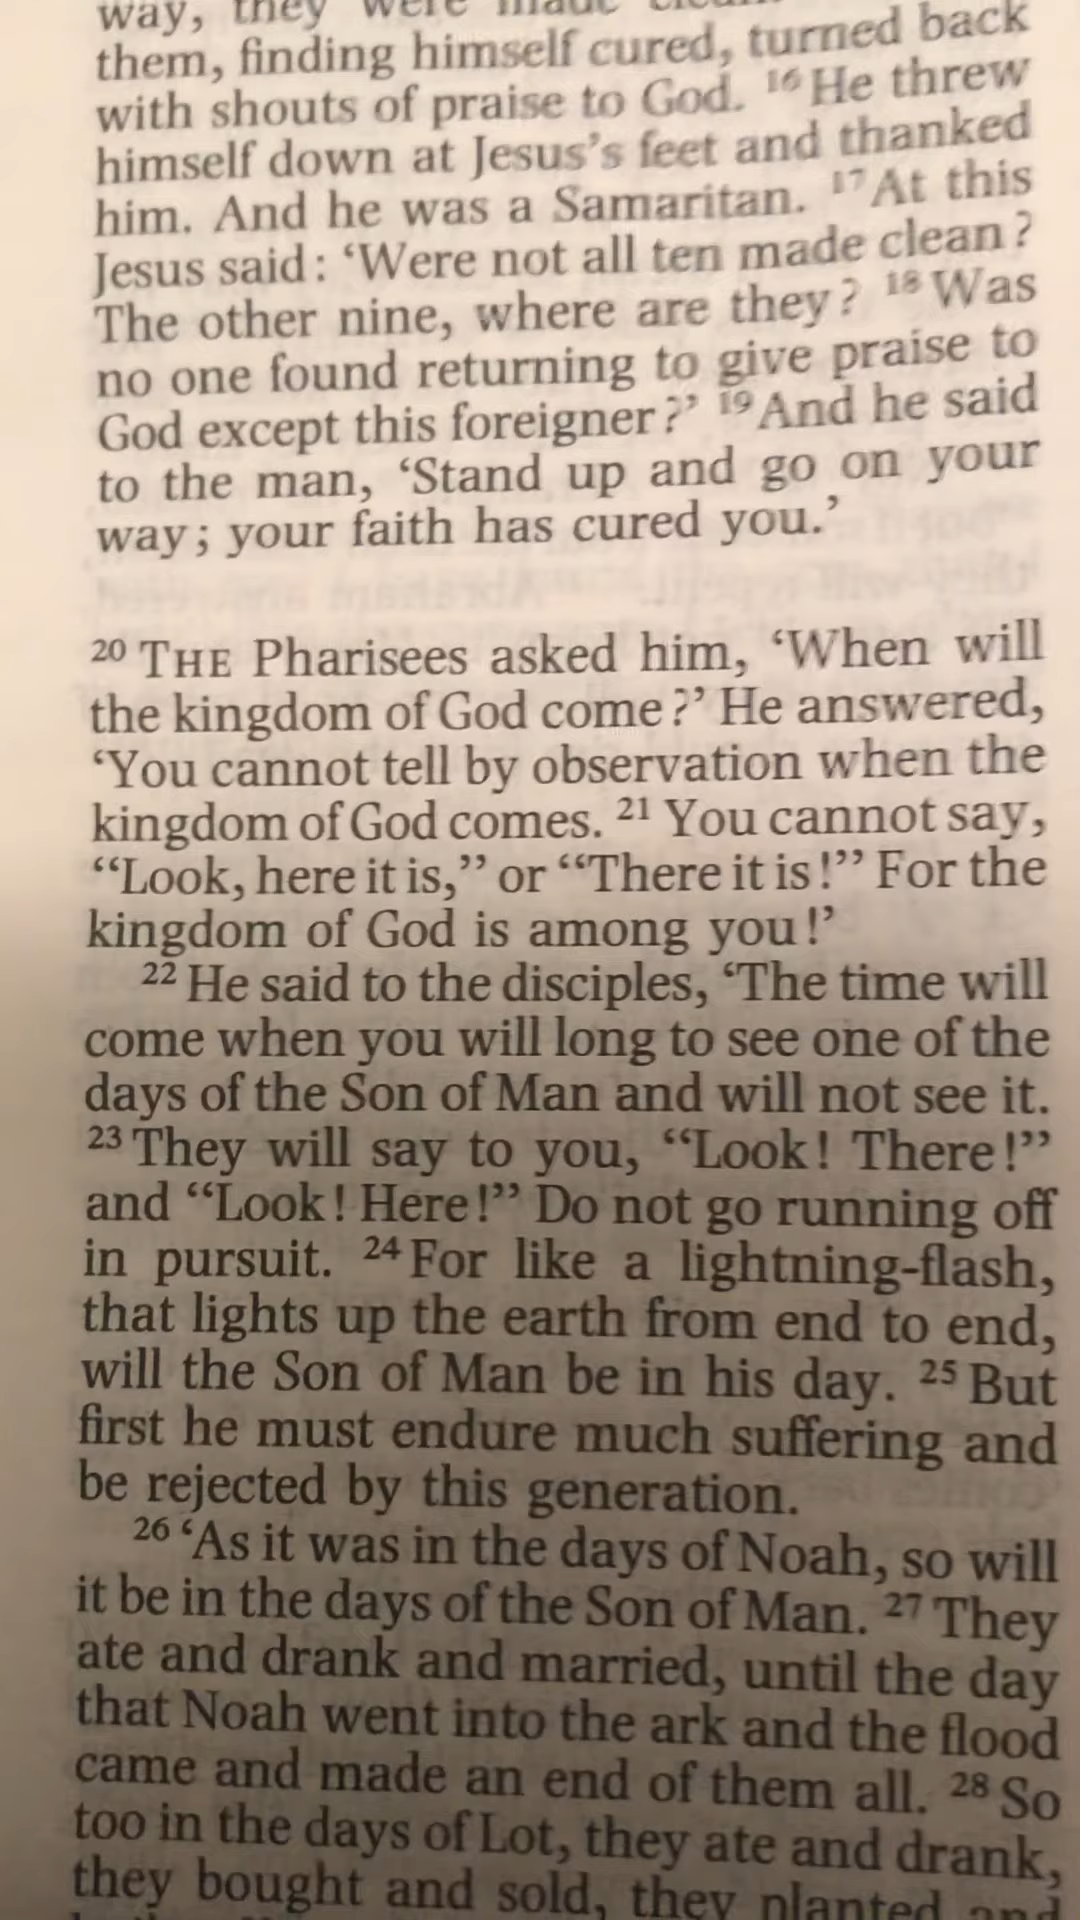 way, they were made clean
them, finding himself cured, turned back
with shouts of praise to God. ¹⁶ He threw
himself down at Jesus's feet and thanked
him. And he was a Samaritan. ¹⁷ At this
Jesus said: ‘Were not all ten made clean?
The other nine, where are they? ¹⁸ Was
no one found returning to give praise to
God except this foreigner?’ ¹⁹ And he said
to the man, ‘Stand up and go on your
way; your faith has cured you.’
²⁰ THE Pharisees asked him, ‘When will
the kingdom of God come?’ He answered,
‘You cannot tell by observation when the
kingdom of God comes. ²¹ You cannot say,
“Look, here it is,” or “There it is!” For the
kingdom of God is among you!’
²² He said to the disciples, ‘The time will
come when you will long to see one of the
days of the Son of Man and will not see it.
²³ They will say to you, “Look! There!”
and “Look! Here!” Do not go running off
in pursuit. ²⁴ For like a lightning-flash,
that lights up the earth from end to end,
will the Son of Man be in his day. ²⁵ But
first he must endure much suffering and
be rejected by this generation.
²⁶ ‘As it was in the days of Noah, so will
it be in the days of the Son of Man. ²⁷ They
ate and drank and married, until the day
that Noah went into the ark and the flood
came and made an end of them all. ²⁸ So
too in the days of Lot, they ate and drank,
they bought and sold, they planted and